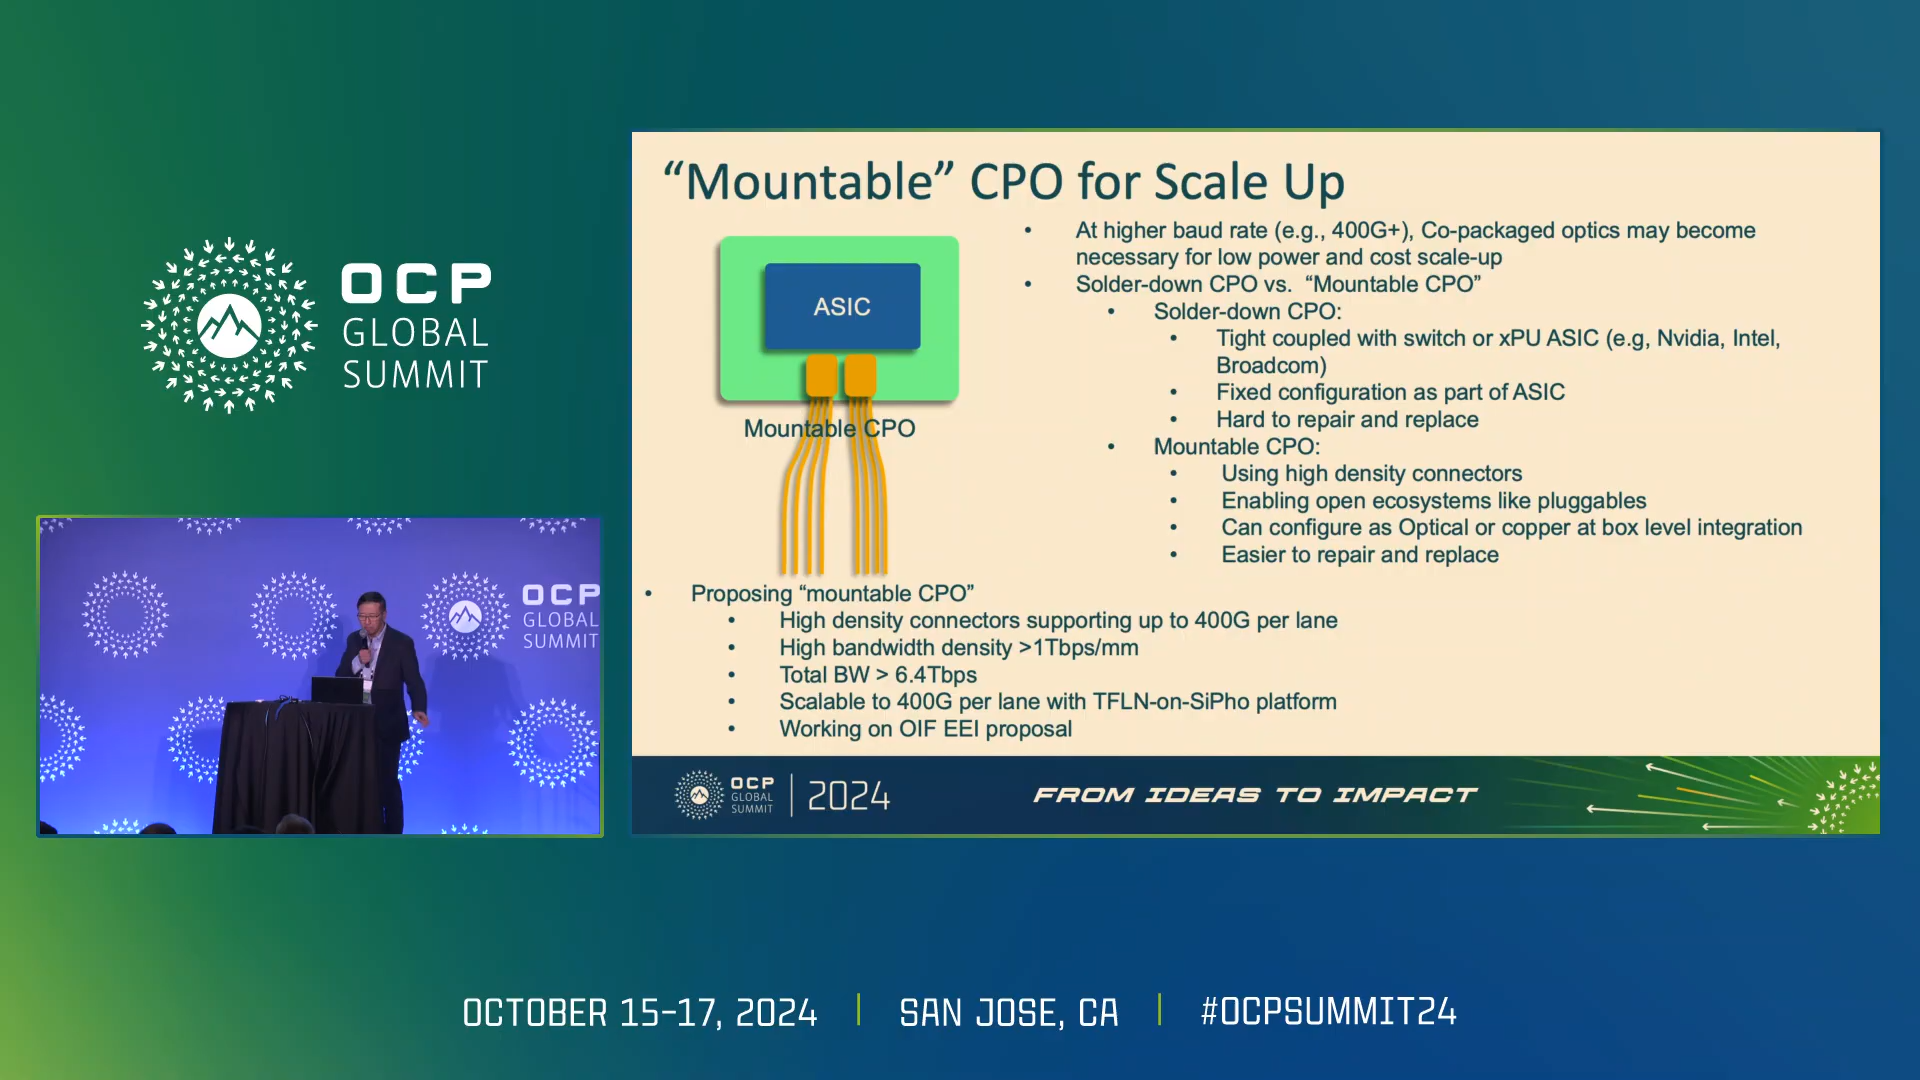 OCP
GLOBAL
SUMMIT
OCP
GLOBAL
SUMMIT
“Mountable” CPO for Scale Up
ASIC
Mountable CPO
• At higher baud rate (e.g., 400G+), Co-packaged optics may become
necessary for low power and cost scale-up
• Solder-down CPO vs. “Mountable CPO”
• Solder-down CPO:
• Tight coupled with switch or xPU ASIC (e.g, Nvidia, Intel,
Broadcom)
• Fixed configuration as part of ASIC
• Hard to repair and replace
• Mountable CPO:
• Using high density connectors
• Enabling open ecosystems like pluggables
• Can configure as Optical or copper at box level integration
• Easier to repair and replace
• Proposing “mountable CPO”
• High density connectors supporting up to 400G per lane
• High bandwidth density >1Tbps/mm
• Total BW > 6.4Tbps
• Scalable to 400G per lane with TFLN-on-SiPho platform
• Working on OIF EEI proposal
OCP
GLOBAL
SUMMIT
2024
FROM IDEAS TO IMPACT
OCTOBER 15-17, 2024 | SAN JOSE, CA | #OCPSUMMIT24